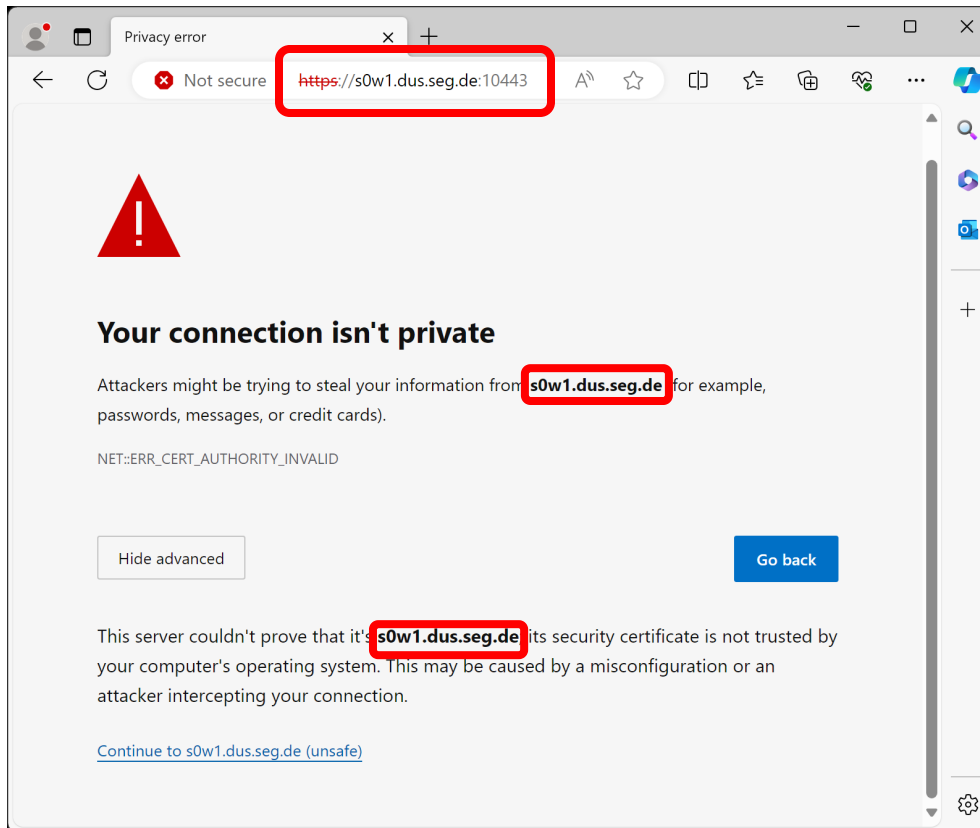 Privacy error
Not secure https://s0w1.dus.seg.de:10443
Your connection isn't private
Attackers might be trying to steal your information from s0w1.dus.seg.de for example,
passwords, messages, or credit cards).
NET::ERR_CERT_AUTHORITY_INVALID
Hide advanced
Go back
This server couldn't prove that it's s0w1.dus.seg.de its security certificate is not trusted by
your computer's operating system. This may be caused by a misconfiguration or an
attacker intercepting your connection.
Continue to s0w1.dus.seg.de (unsafe)